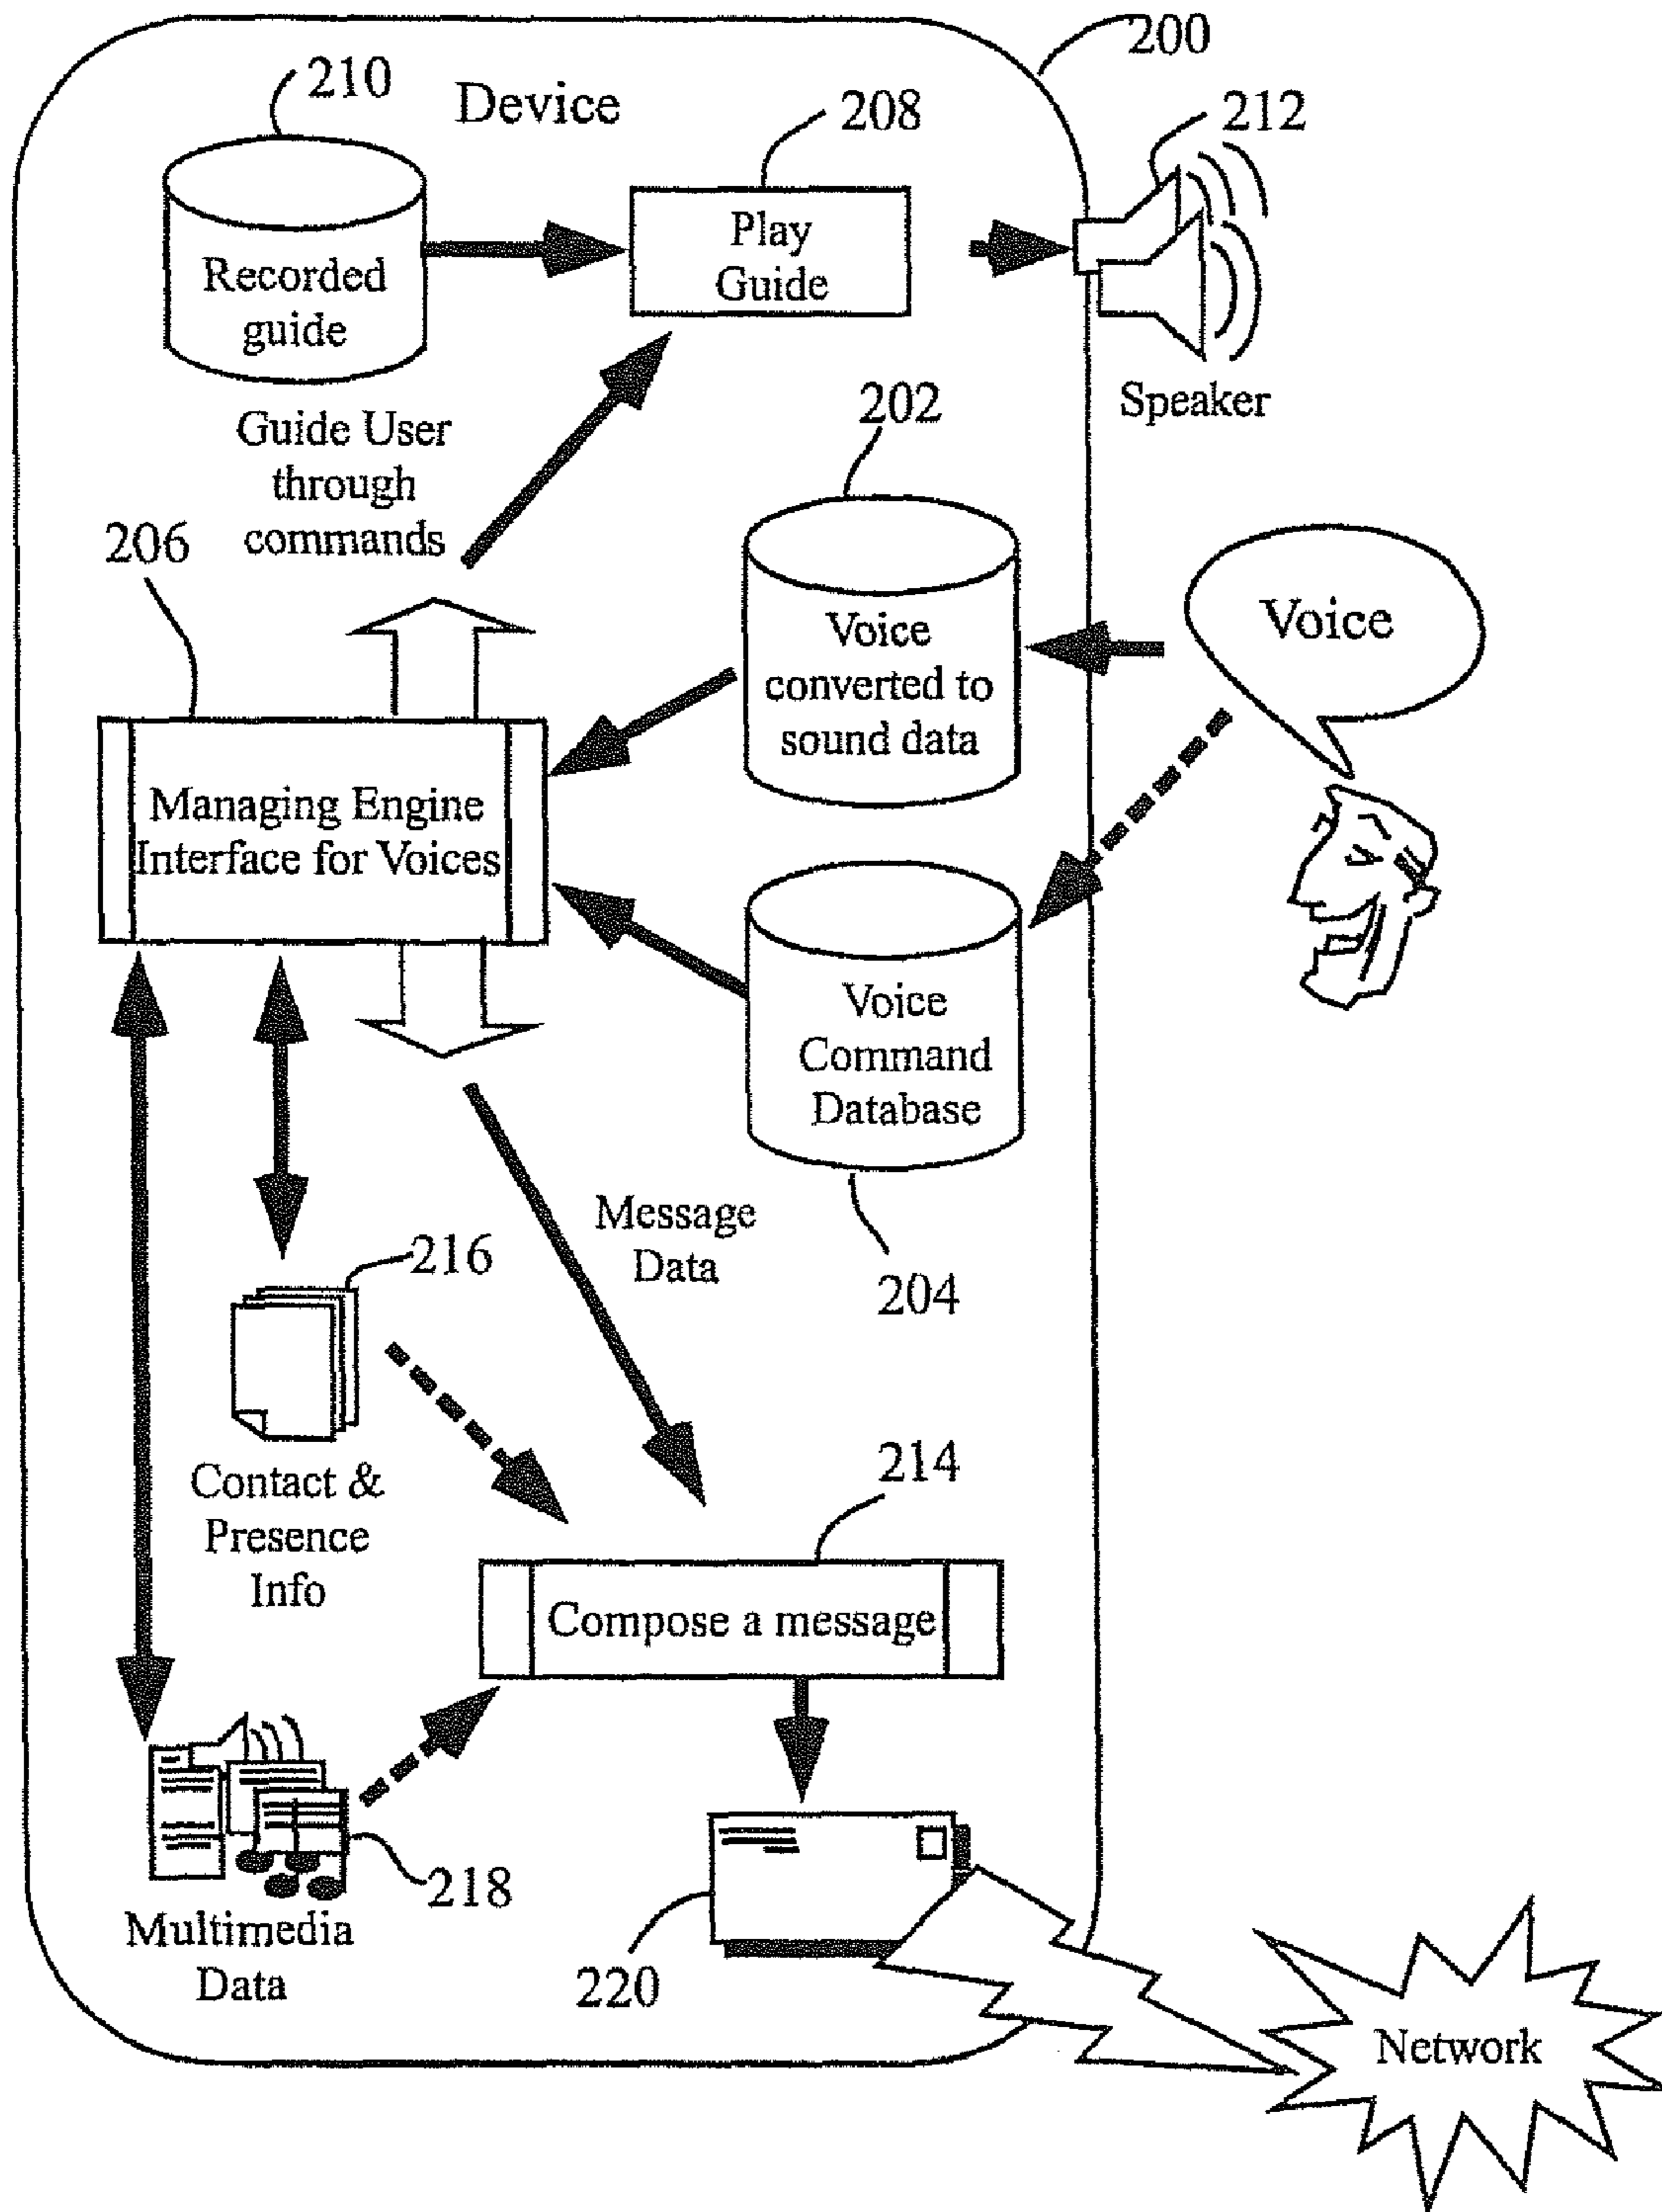 200
210
Device
208
212
Recorded
guide
Play
Guide
Speaker
Guide User
through
commands
202
206
Voice
converted to
sound data
Voice
Managing Engine
Interface for Voices
Voice
Command
Database
Message
Data
204
216
Contact &
Presence
Info
214
Compose a message
218
Multimedia
Data
220
Network